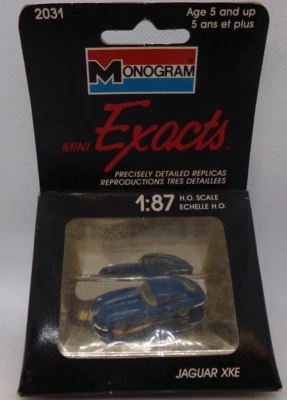 2031
Age 5 and up
5 ans et plus
MONOGRAM
MINI Exacts™
PRECISELY DETAILED REPLICAS
REPRODUCTIONS TRES DETAILLEES
1:87 H.O. SCALE
ECHELLE H.O.
JAGUAR XKE